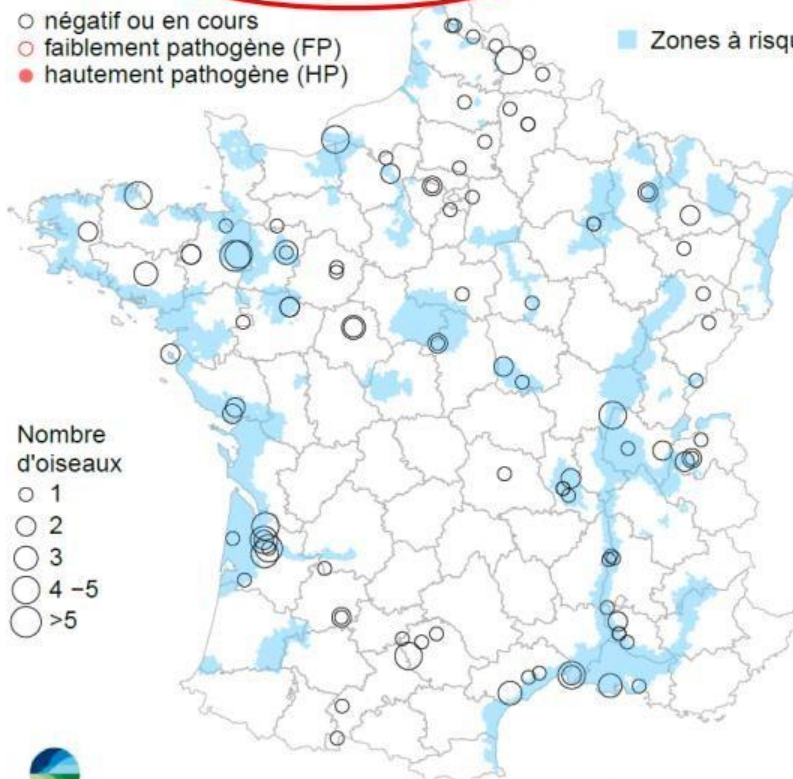 négatif ou en cours
faiblement pathogène (FP)
hautement pathogène (HP)
Zones à risqu
Nombre
d'oiseaux
1
2
3
4 –5
>5